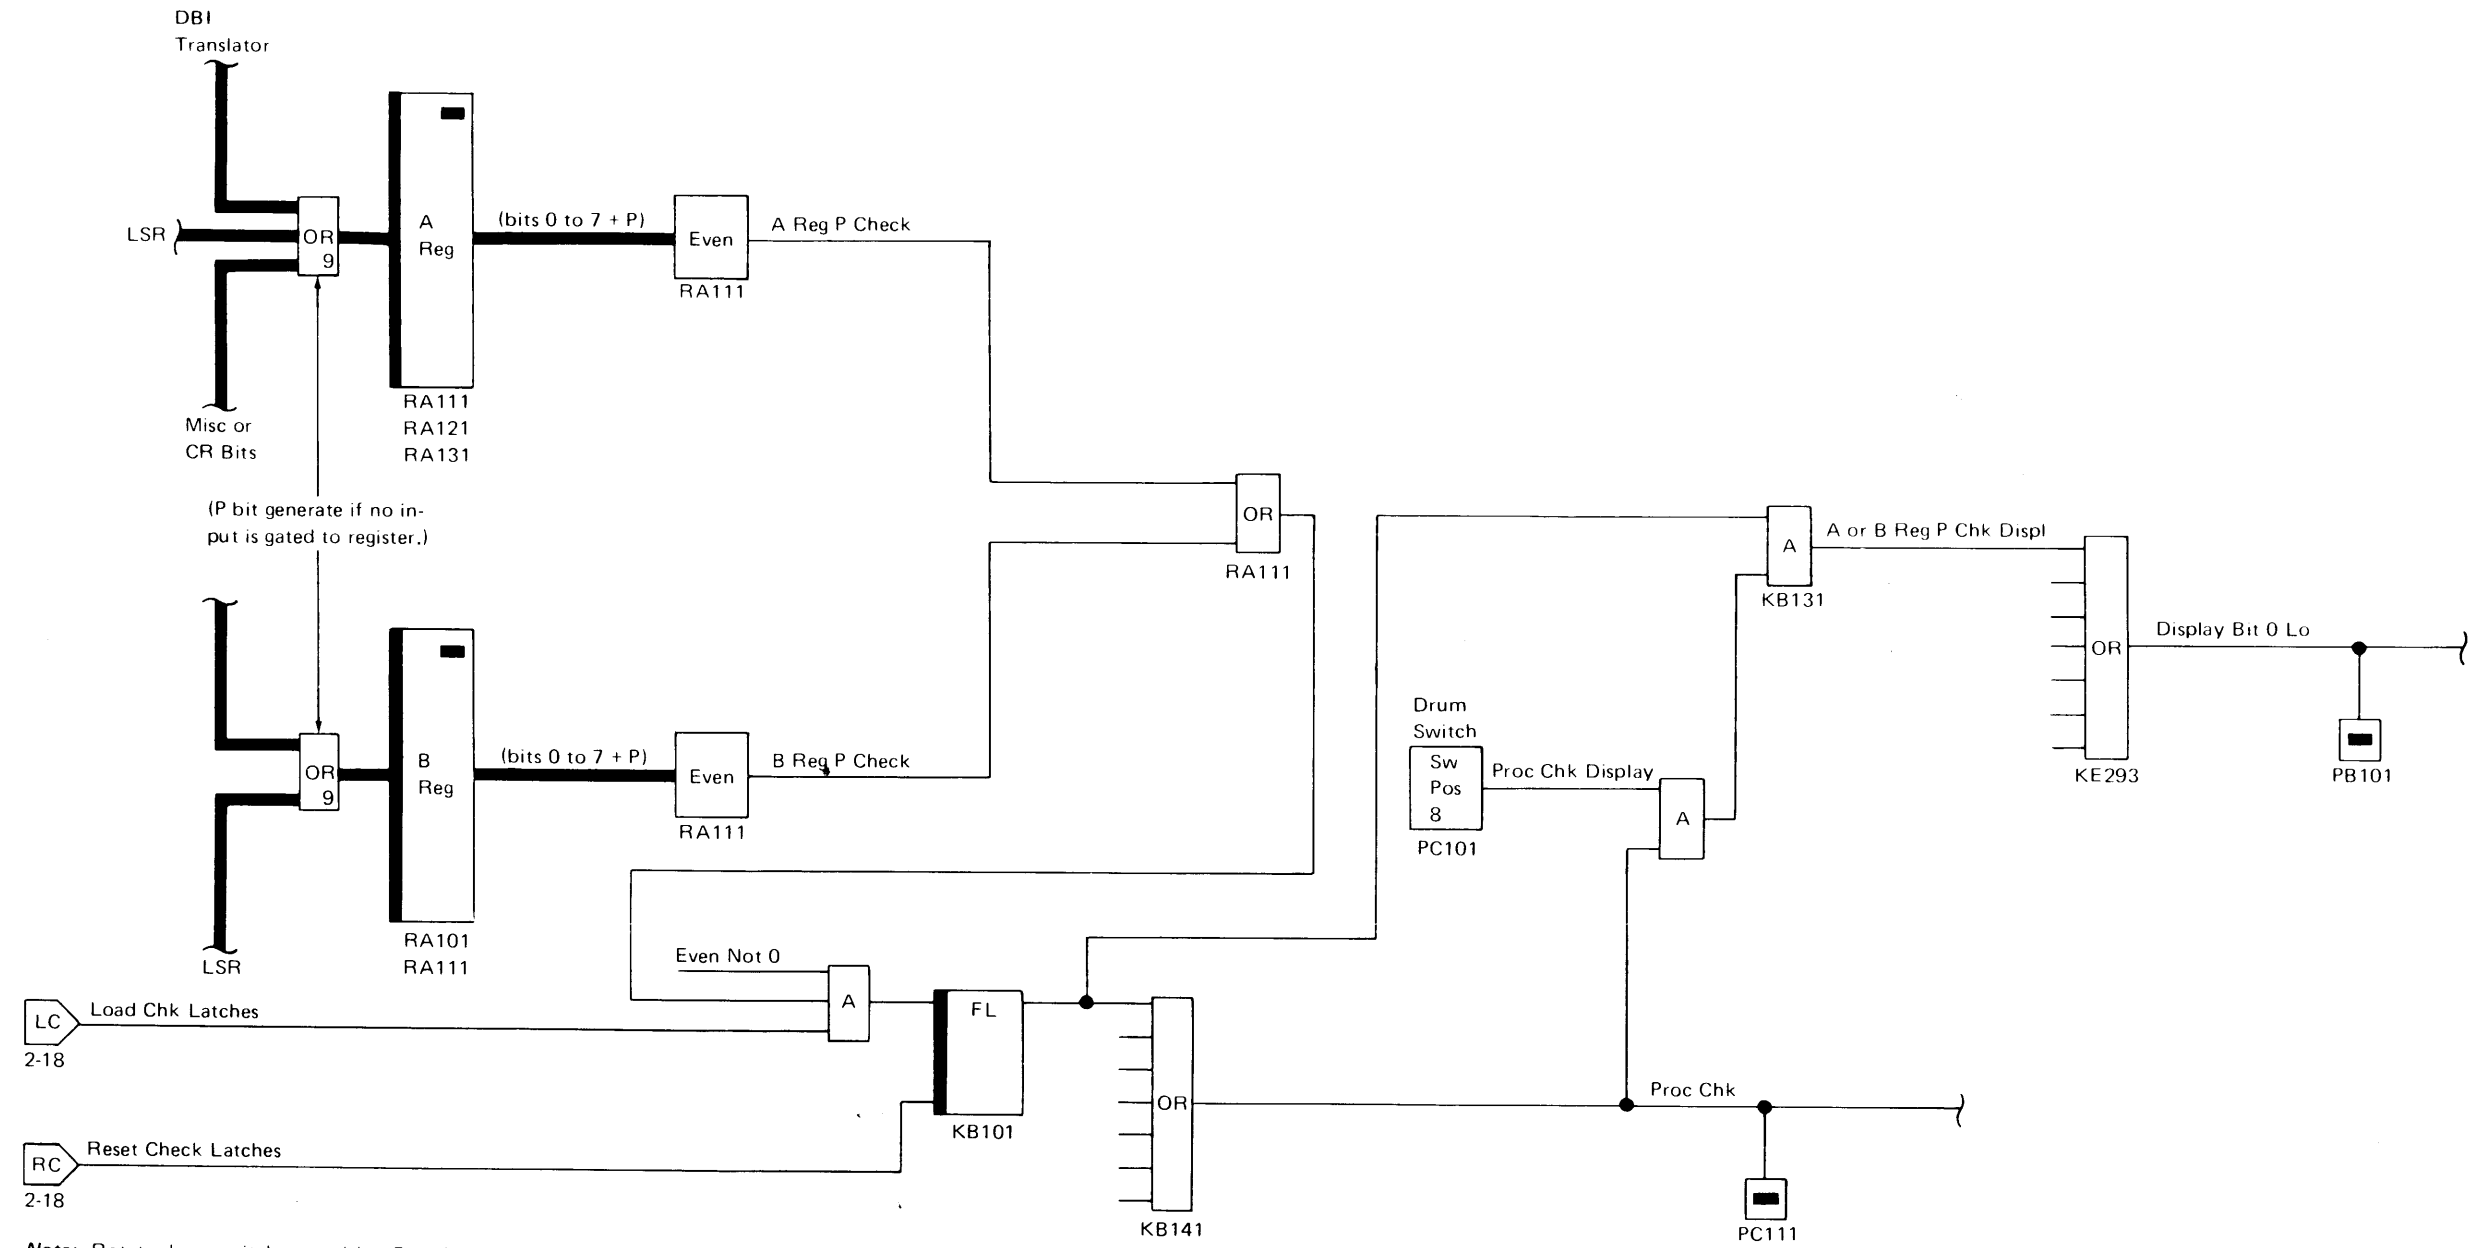 DBI
Translator
LSR
OR
9
A
Reg
(bits 0 to 7 + P)
Even
A Reg P Check
RA111
RA111
RA121
RA131
Misc or
CR Bits
(P bit generate if no in-
put is gated to register.)
OR
RA111
A
A or B Reg P Chk Displ
KB131
OR
Display Bit 0 Lo
KE293
PB101
Drum
Switch
Sw
Pos
8
Proc Chk Display
PC101
A
OR
9
B
Reg
(bits 0 to 7 + P)
Even
B Reg P Check
RA111
RA101
RA111
LSR
Even Not 0
A
LC
Load Chk Latches
2-18
FL
KB101
RC
Reset Check Latches
2-18
OR
KB141
Proc Chk
PC111